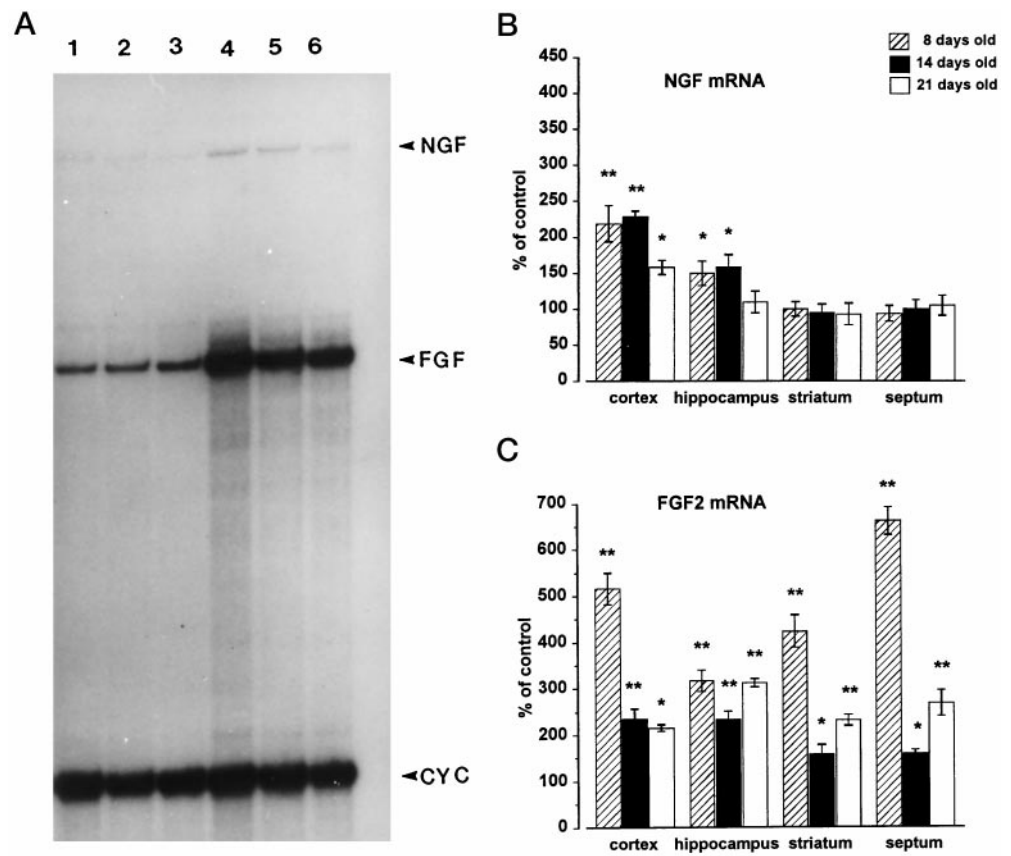 A
1 2 3 4 5 6
NGF
FGF
CYC
B
NGF mRNA
8 days old
14 days old
21 days old
% of control
450
400
350
300
250
200
150
100
50
0
** ** *
* *
cortex hippocampus striatum septum
C
FGF2 mRNA
% of control
700
600
500
400
300
200
100
0
** ** *
** ** **
** * **
** * **
cortex hippocampus striatum septum